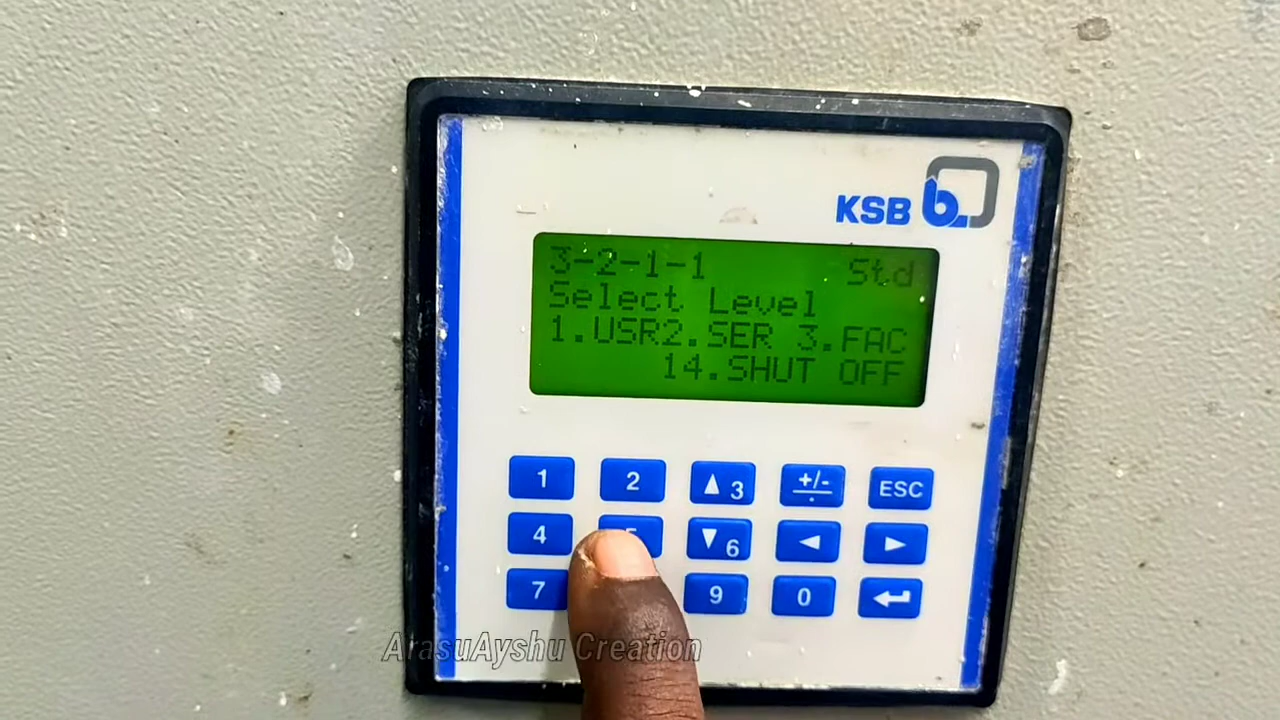 KSB b.
3-2-1-1 Std
Select Level
1.USR2.SER 3.FAC
14.SHUT OFF
1 2 ▲3 +/- . ESC
4 5 ▼6 ◄ ►
7 9 0 ↵
ArasuAyshu Creation